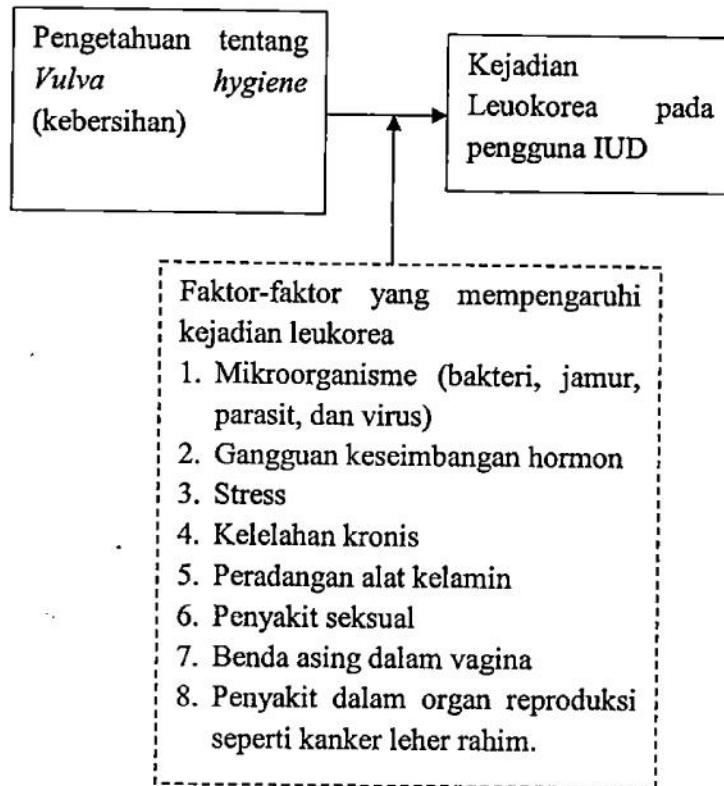 Pengetahuan tentang
Vulva hygiene
(kebersihan)
Kejadian
Leuokorea pada
pengguna IUD
Faktor-faktor yang mempengaruhi
kejadian leukorea
1. Mikroorganisme (bakteri, jamur,
parasit, dan virus)
2. Gangguan keseimbangan hormon
3. Stress
4. Kelelahan kronis
5. Peradangan alat kelamin
6. Penyakit seksual
7. Benda asing dalam vagina
8. Penyakit dalam organ reproduksi
seperti kanker leher rahim.